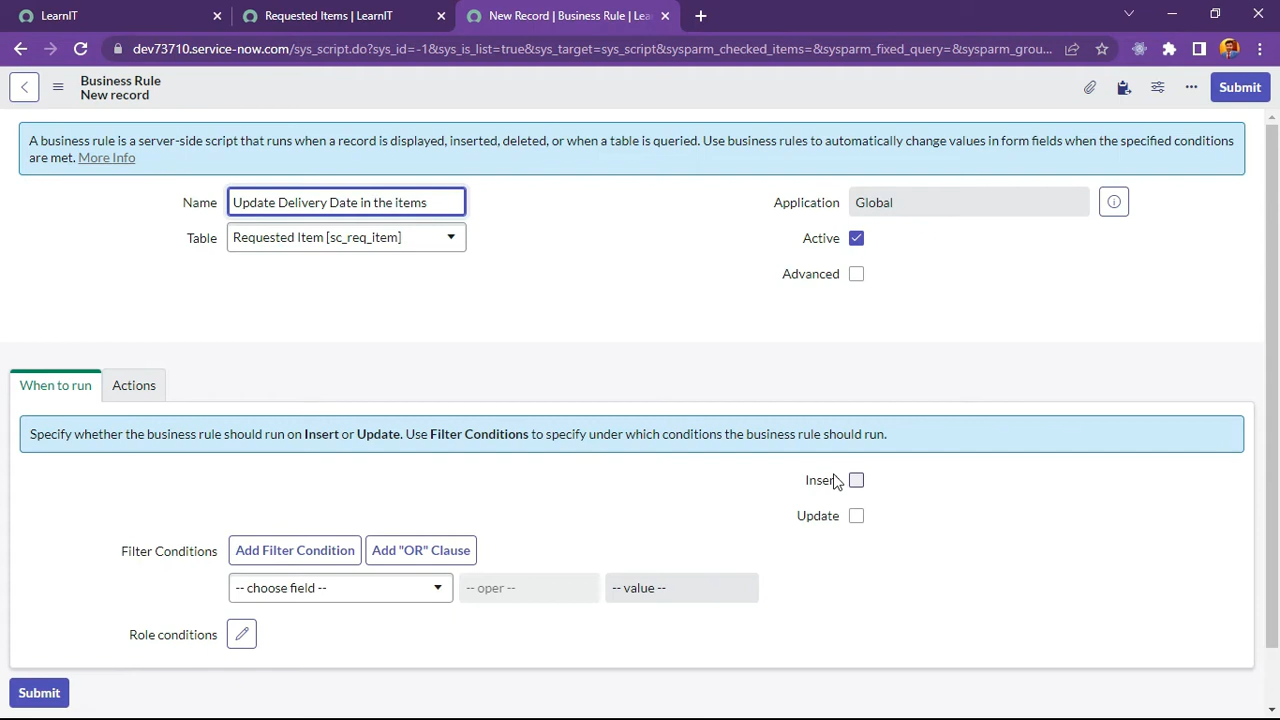 LearnIT
Requested Items | LearnIT
New Record | Business Rule | Lea
dev73710.service-now.com/sys_script.do?sys_id=-1&sys_is_list=true&sys_target=sys_script&sysparm_checked_items=&sysparm_fixed_query=&sysparm_grou...
Business Rule
New record
Submit
A business rule is a server-side script that runs when a record is displayed, inserted, deleted, or when a table is queried. Use business rules to automatically change values in form fields when the specified conditions
are met. More Info
Name
Update Delivery Date in the items
Application
Global
Table
Requested Item [sc_req_item]
Active
Advanced
When to run
Actions
Specify whether the business rule should run on Insert or Update. Use Filter Conditions to specify under which conditions the business rule should run.
Insert
Update
Filter Conditions
Add Filter Condition
Add "OR" Clause
-- choose field --
-- oper --
-- value --
Role conditions
Submit